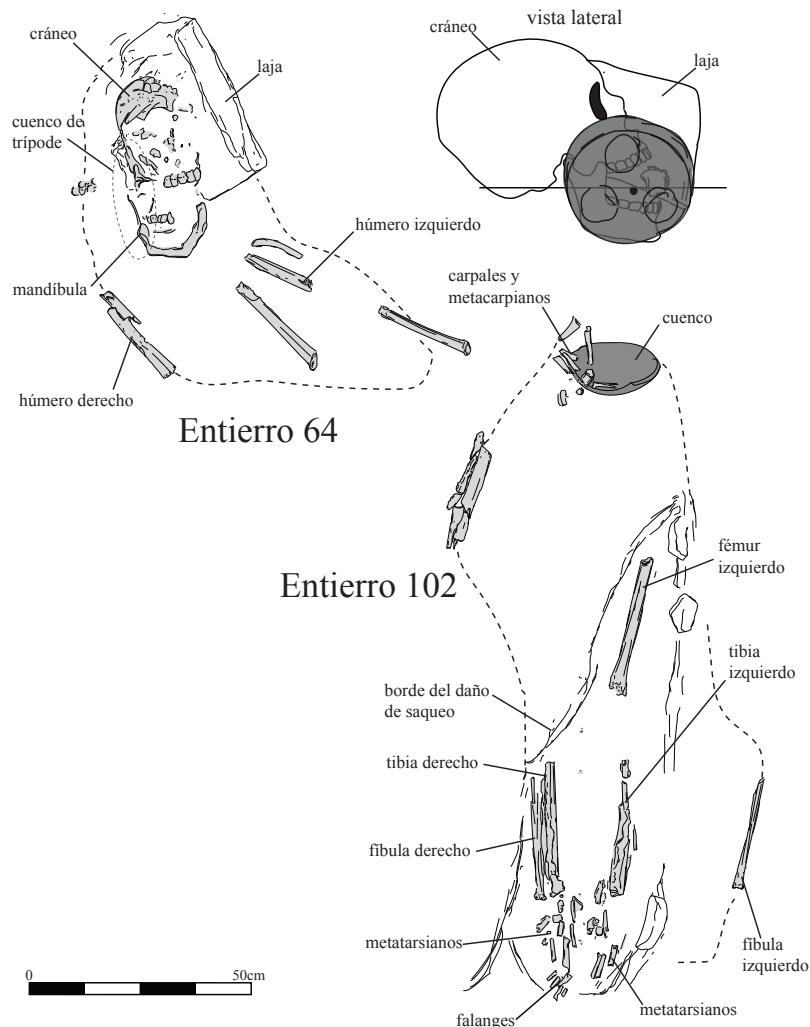 vista lateral
cráneo
laja
cuenco de
trípode
mandíbula
húmero derecho
húmero izquierdo
Entierro 64
cráneo
laja
carpales y
metacarpianos
cuenco
Entierro 102
fémur
izquierdo
tibia
izquierdo
borde del daño
de saqueo
tibia derecho
fíbula derecho
metatarsianos
falanges
metatarsianos
fíbula
izquierdo
0
50cm